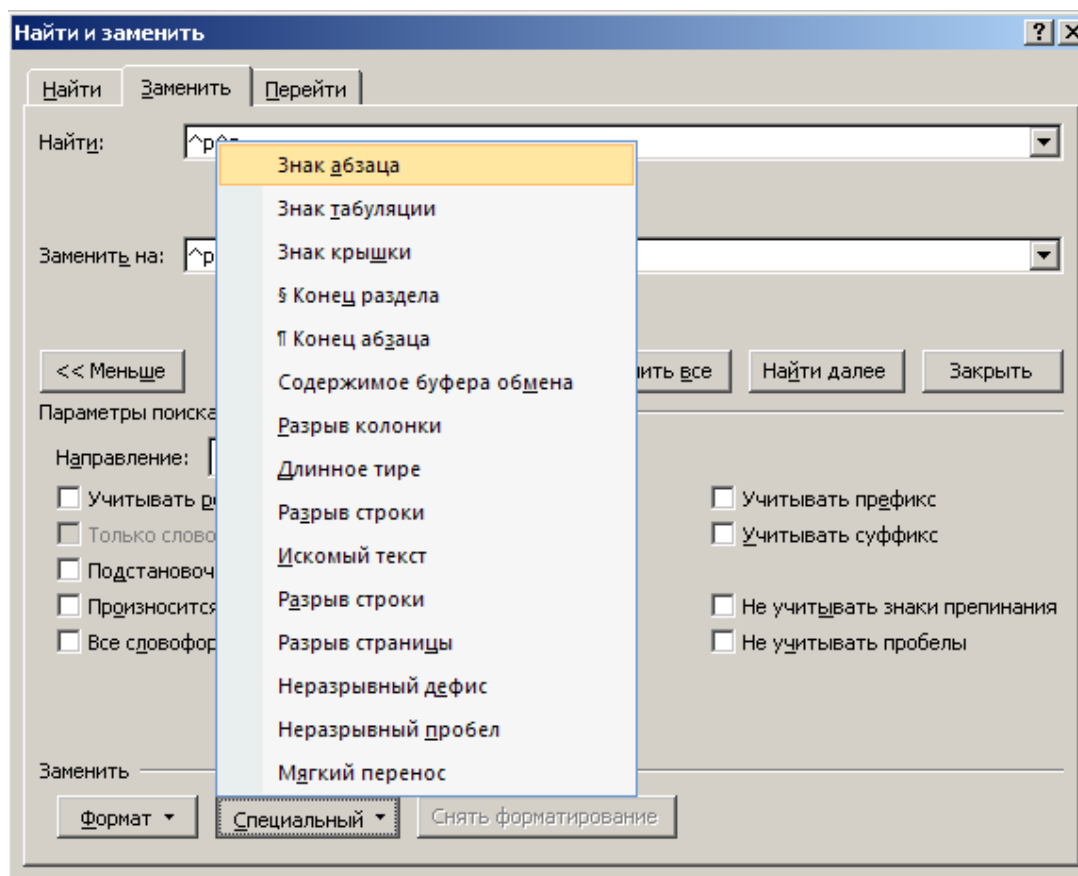 Найти и заменить
Найти
Заменить
Перейти
Найти: ^p^p
Знак абзаца
Знак табуляции
Знак крышки
Заменить на: ^p
§ Конец раздела
¶ Конец абзаца
<< Меньше
Содержимое буфера обмена
ить все
Найти далее
Закрыть
Параметры поиска
Разрыв колонки
Направление:
Длинное тире
Учитывать
Учитывать префикс
Разрыв строки
Только слово
Учитывать суффикс
Искомый текст
Подстановоч
Разрыв строки
Произносится
Не учитывать знаки препинания
Все словофор
Разрыв страницы
Не учитывать пробелы
Неразрывный дефис
Неразрывный пробел
Заменить
Мягкий перенос
Формат
Специальный
Снять форматирование